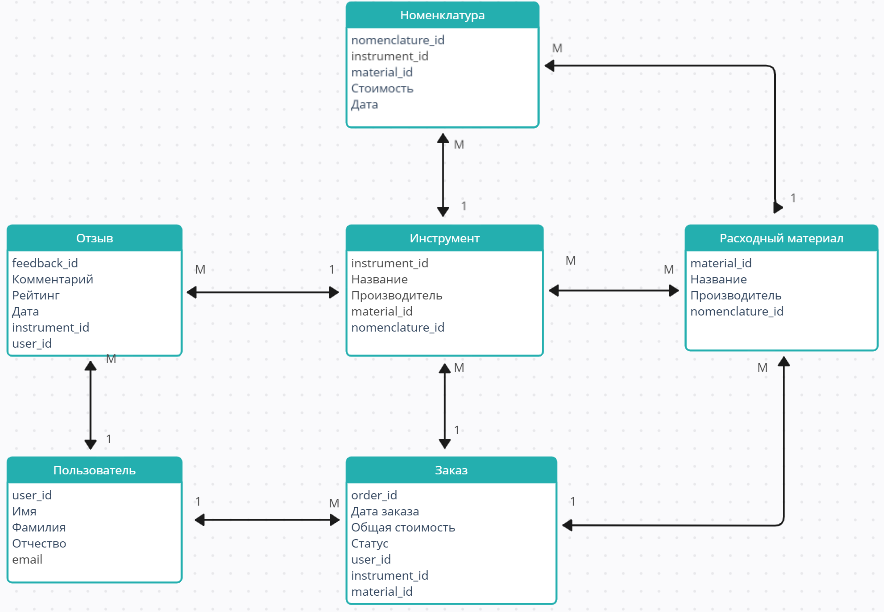 Номенклатура
nomenclature_id
instrument_id
material_id
Стоимость
Дата
M
1
M
1
Отзыв
feedback_id
Комментарий
Рейтинг
Дата
instrument_id
user_id
M
1
Инструмент
instrument_id
Название
Производитель
material_id
nomenclature_id
M
M
Расходный материал
material_id
Название
Производитель
nomenclature_id
M
1
M
1
M
1
Пользователь
user_id
Имя
Фамилия
Отчество
email
1
M
Заказ
order_id
Дата заказа
Общая стоимость
Статус
user_id
instrument_id
material_id